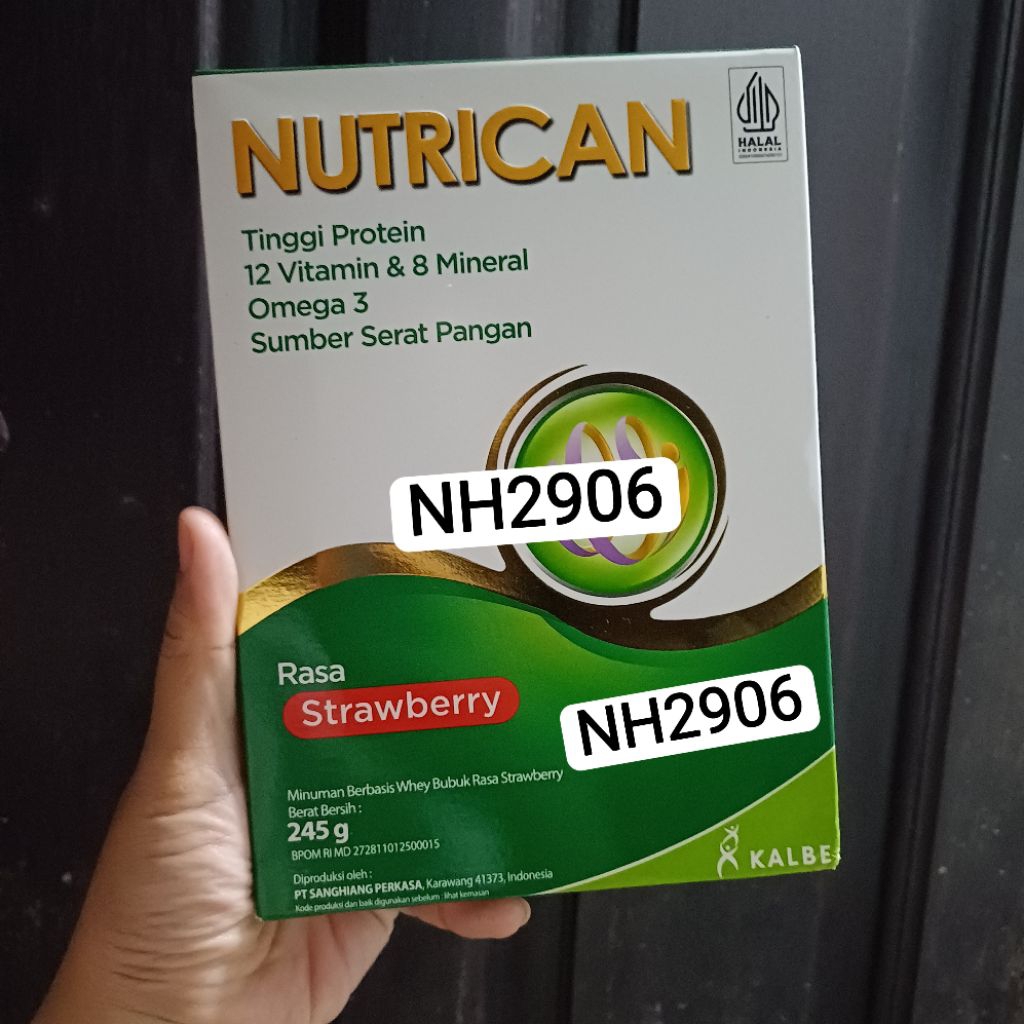 NUTRICAN
HALAL
INDONESIA
Tinggi Protein
12 Vitamin & 8 Mineral
Omega 3
Sumber Serat Pangan
NH2906
Rasa
Strawberry
NH2906
Minuman Berbasis Whey Bubuk Rasa Strawberry
Berat Bersih :
245 g
BPOM RI MD 272811012500015
Diproduksi oleh :
PT SANGHIANG PERKASA, Karawang 41373, Indonesia
Kode produksi dan baik digunakan sebelum : lihat kemasan
KALBE